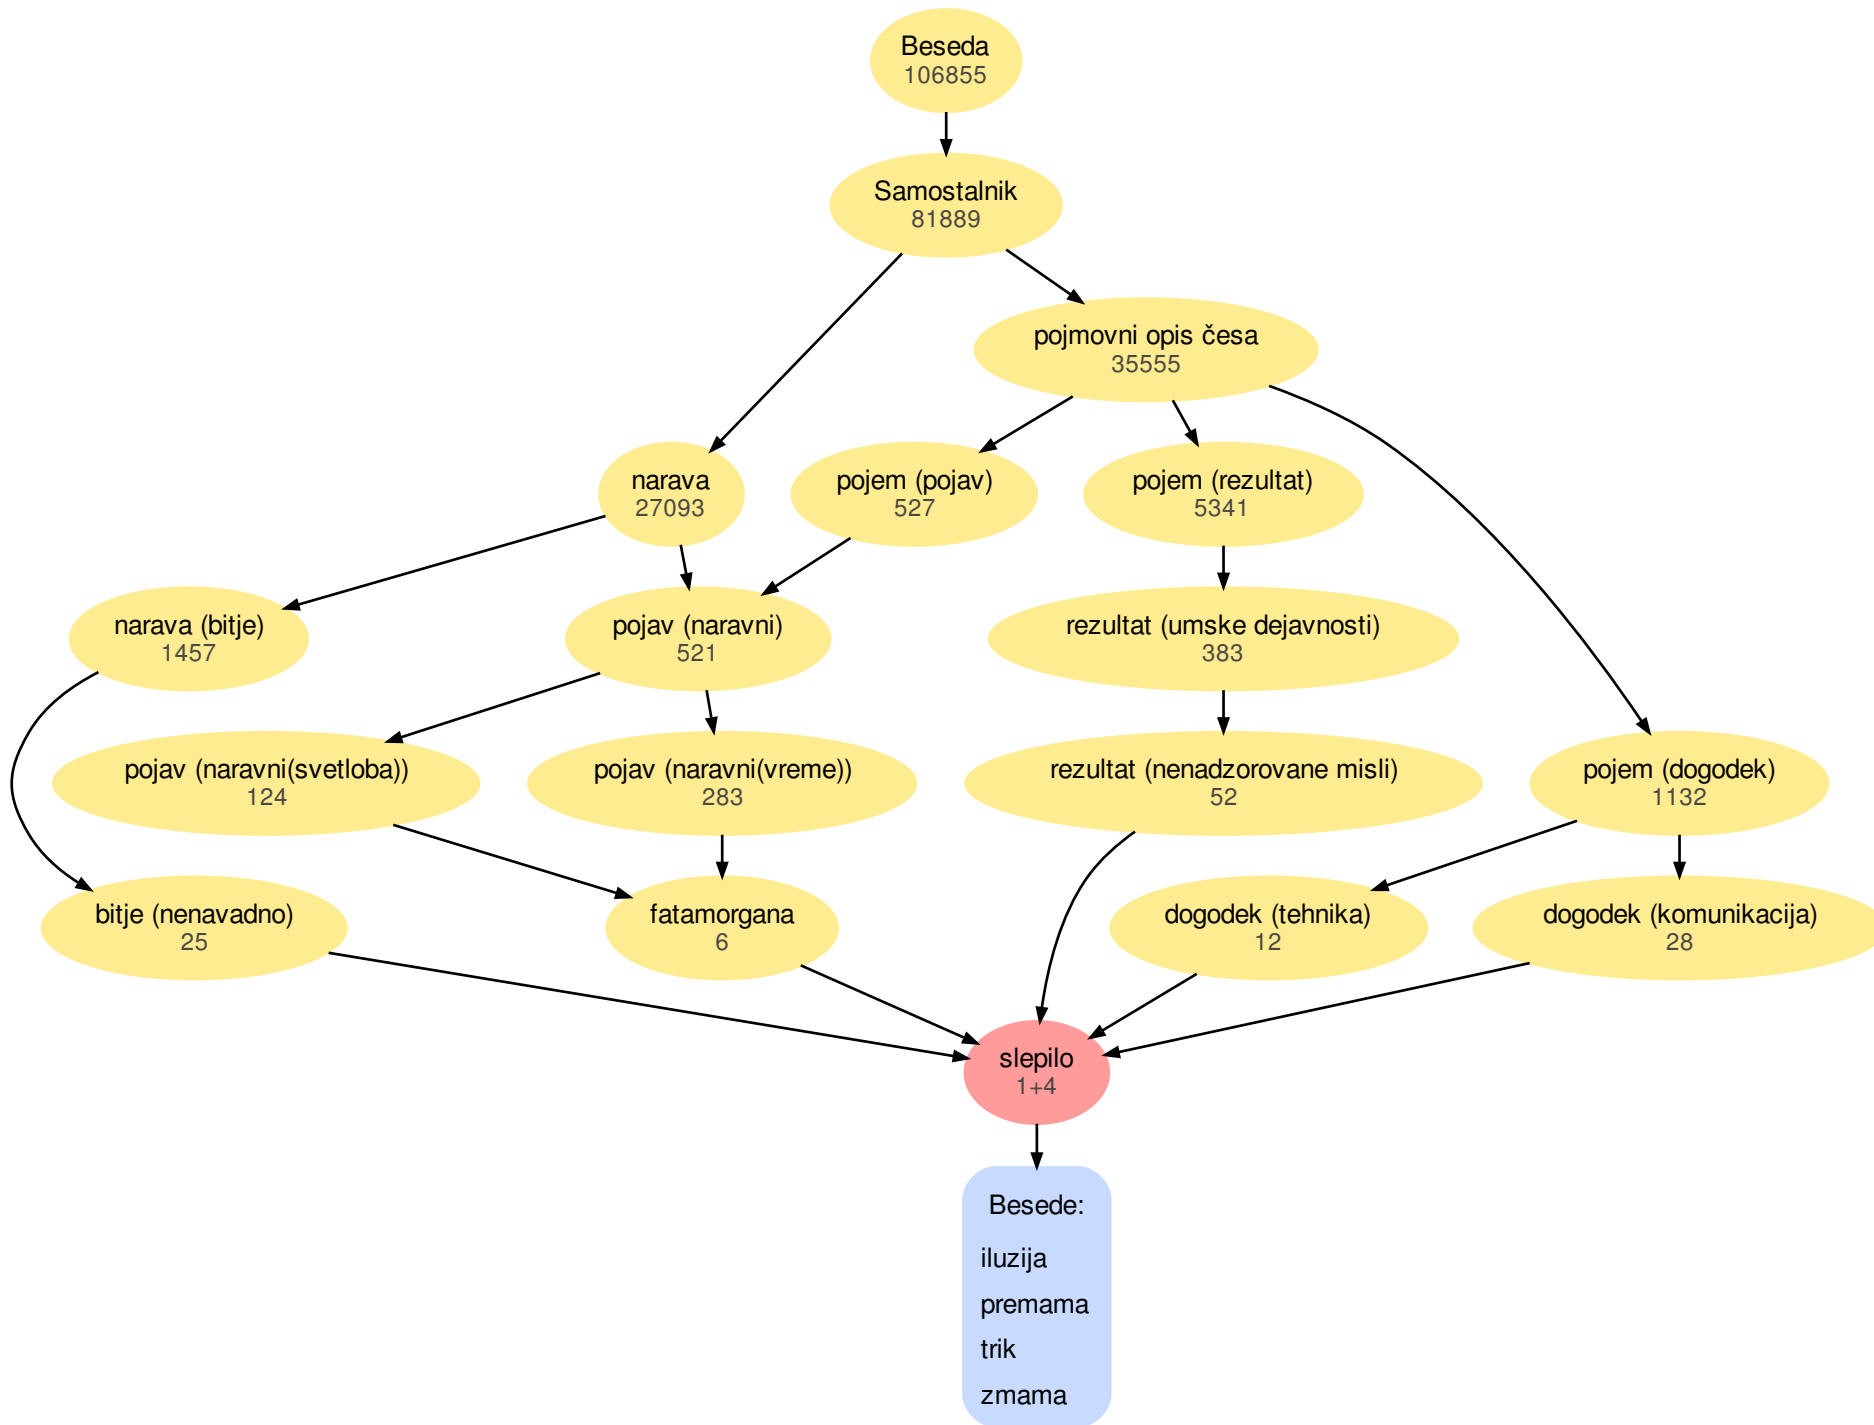 Beseda
106855
Samostalnik
81889
pojmovni opis česa
35555
narava
27093
pojem (pojav)
527
pojem (rezultat)
5341
narava (bitje)
1457
pojav (naravni)
521
rezultat (umske dejavnosti)
383
pojav (naravni(svetloba))
124
pojav (naravni(vreme))
283
rezultat (nenadzorovane misli)
52
pojem (dogodek)
1132
bitje (nenavadno)
25
fatamorgana
6
dogodek (tehnika)
12
dogodek (komunikacija)
28
slepilo
1+4
Besede:
iluzija
premama
trik
zmama